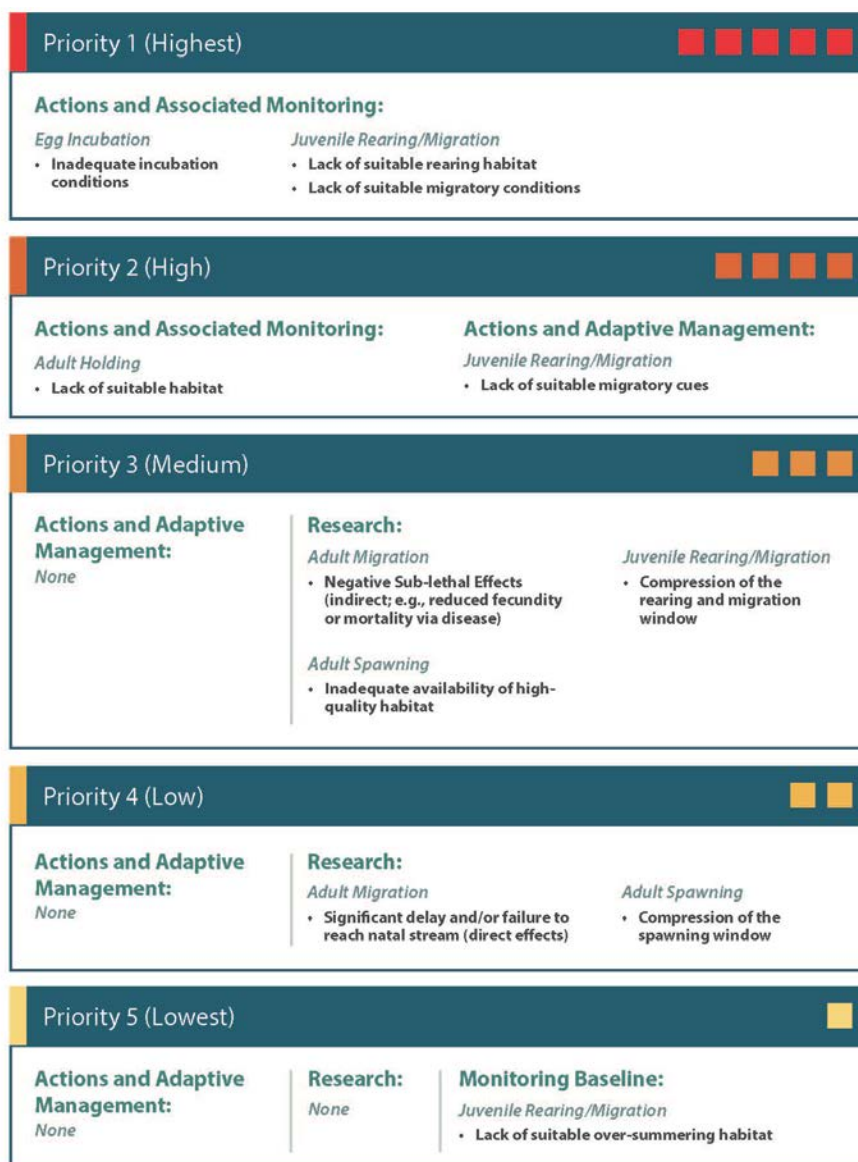 Priority 1 (Highest)
Actions and Associated Monitoring:
Egg Incubation
• Inadequate incubation
conditions
Juvenile Rearing/Migration
• Lack of suitable rearing habitat
• Lack of suitable migratory conditions
Priority 2 (High)
Actions and Associated Monitoring:
Adult Holding
• Lack of suitable habitat
Actions and Adaptive Management:
Juvenile Rearing/Migration
• Lack of suitable migratory cues
Priority 3 (Medium)
Actions and Adaptive
Management:
None
Research:
Adult Migration
• Negative Sub-lethal Effects
(indirect; e.g., reduced fecundity
or mortality via disease)
Juvenile Rearing/Migration
• Compression of the
rearing and migration
window
Adult Spawning
• Inadequate availability of high-
quality habitat
Priority 4 (Low)
Actions and Adaptive
Management:
None
Research:
Adult Migration
• Significant delay and/or failure to
reach natal stream (direct effects)
Adult Spawning
• Compression of the
spawning window
Priority 5 (Lowest)
Actions and Adaptive
Management:
None
Research:
None
Monitoring Baseline:
Juvenile Rearing/Migration
• Lack of suitable over-summering habitat